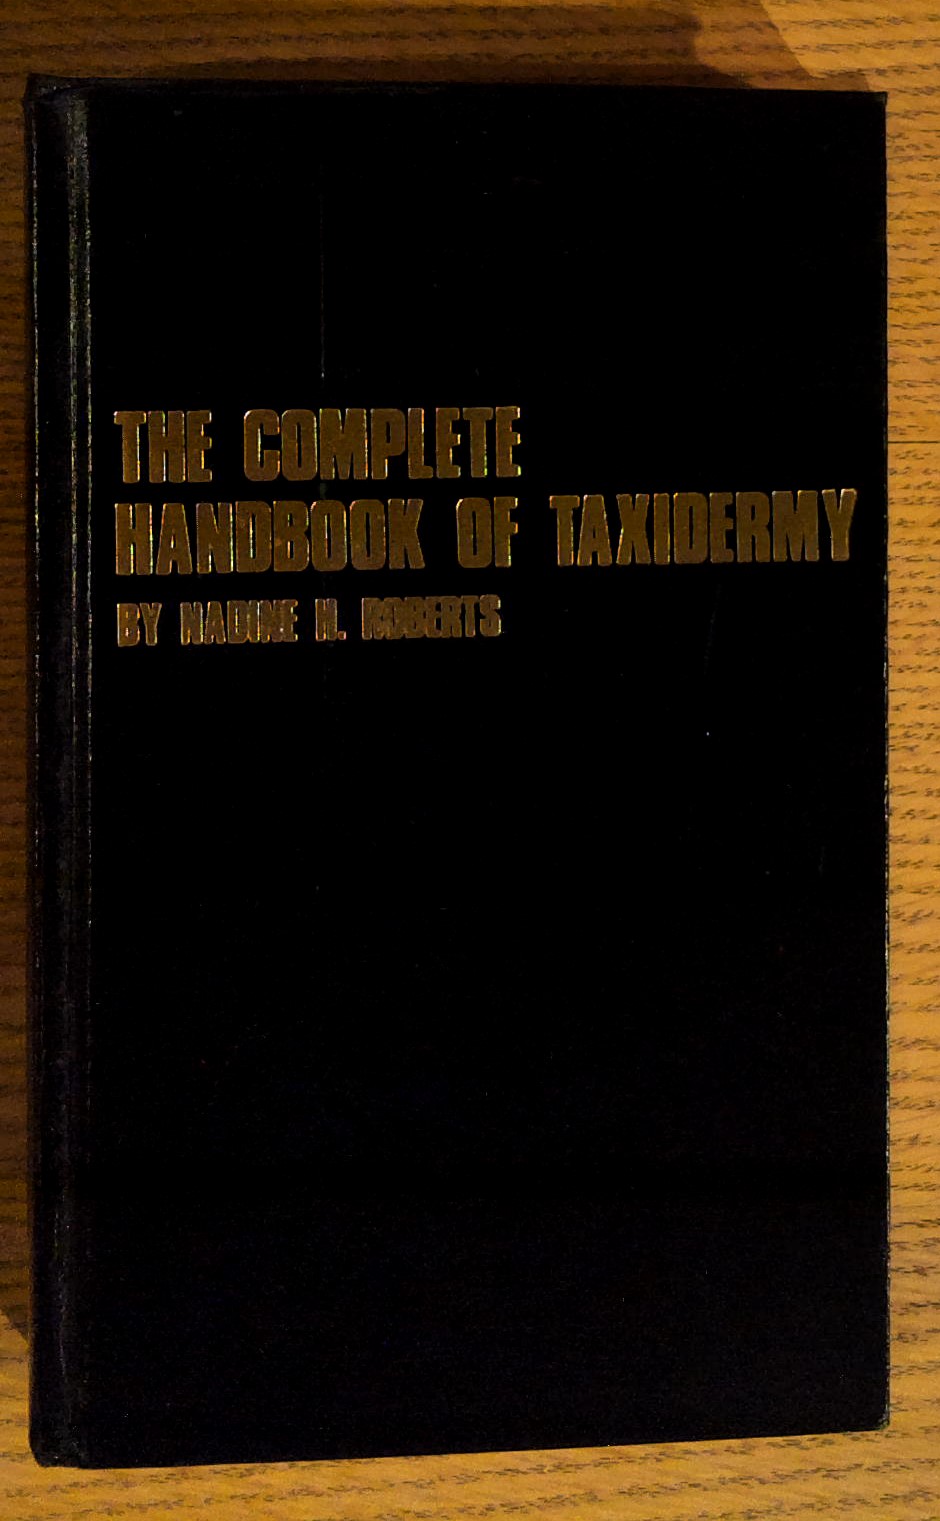 THE COMPLETE
HANDBOOK OF TAXIDERMY
BY NADINE H. ROBERTS